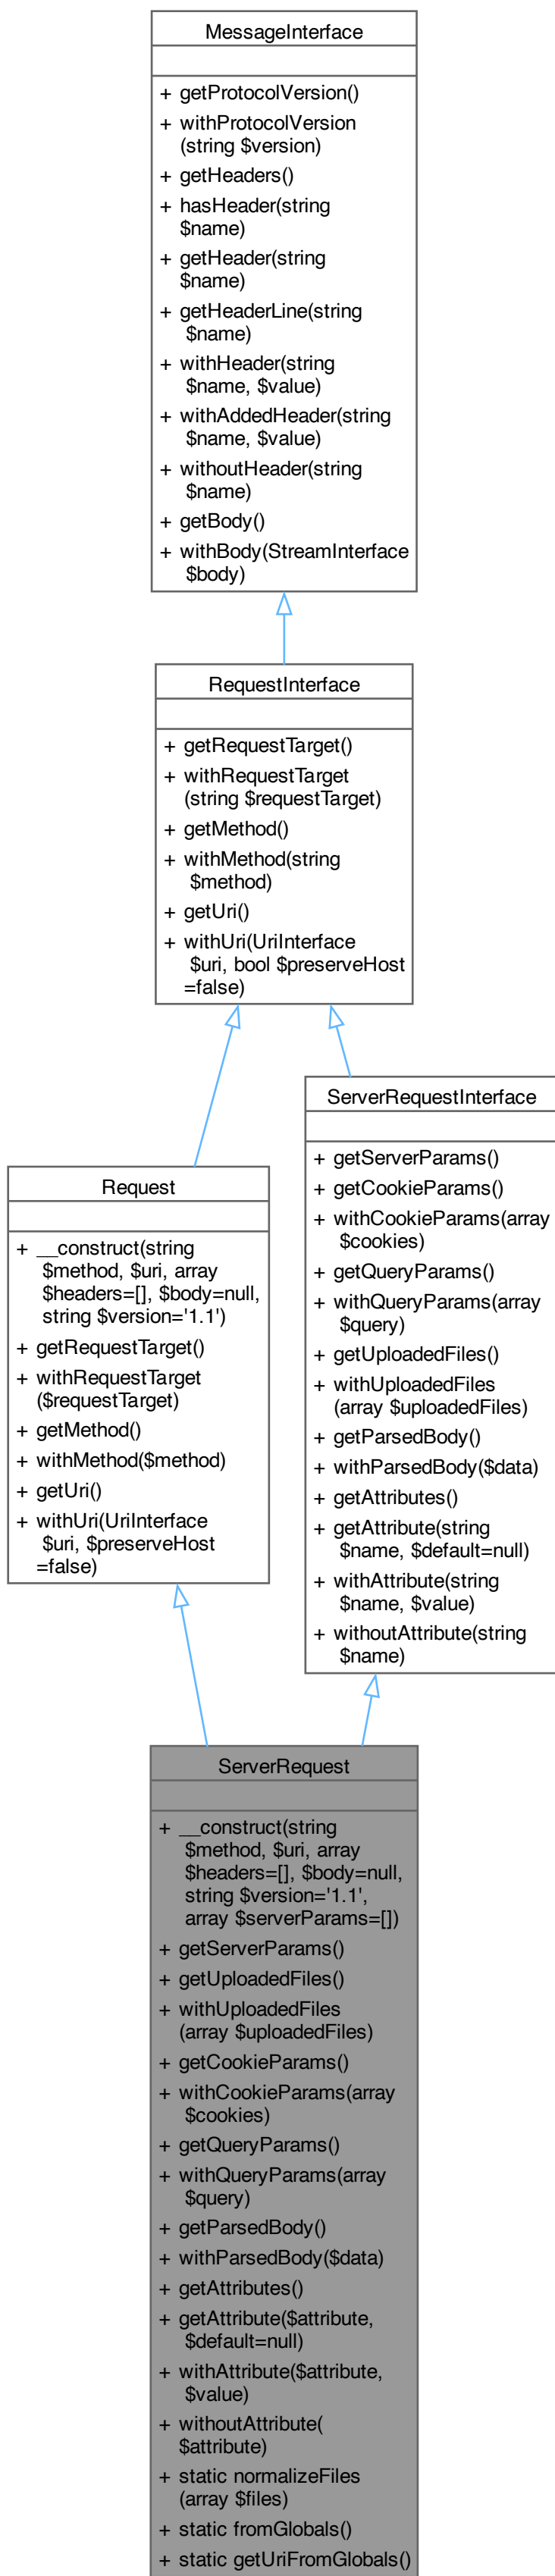 MessageInterface
+ getProtocolVersion()
+ withProtocolVersion
(string $version)
+ getHeaders()
+ hasHeader(string
$name)
+ getHeader(string
$name)
+ getHeaderLine(string
$name)
+ withHeader(string
$name, $value)
+ withAddedHeader(string
$name, $value)
+ withoutHeader(string
$name)
+ getBody()
+ withBody(StreamInterface
$body)
RequestInterface
+ getRequestTarget()
+ withRequestTarget
(string $requestTarget)
+ getMethod()
+ withMethod(string
$method)
+ getUri()
+ withUri(UriInterface
$uri, bool $preserveHost
=false)
ServerRequestInterface
+ getServerParams()
+ getCookieParams()
+ withCookieParams(array
$cookies)
+ getQueryParams()
+ withQueryParams(array
$query)
+ getUploadedFiles()
+ withUploadedFiles
(array $uploadedFiles)
+ getParsedBody()
+ withParsedBody($data)
+ getAttributes()
+ getAttribute(string
$name, $default=null)
+ withAttribute(string
$name, $value)
+ withoutAttribute(string
$name)
Request
+ __construct(string
$method, $uri, array
$headers=[], $body=null,
string $version='1.1')
+ getRequestTarget()
+ withRequestTarget
($requestTarget)
+ getMethod()
+ withMethod($method)
+ getUri()
+ withUri(UriInterface
$uri, $preserveHost
=false)
ServerRequest
+ __construct(string
$method, $uri, array
$headers=[], $body=null,
string $version='1.1',
array $serverParams=[])
+ getServerParams()
+ getUploadedFiles()
+ withUploadedFiles
(array $uploadedFiles)
+ getCookieParams()
+ withCookieParams(array
$cookies)
+ getQueryParams()
+ withQueryParams(array
$query)
+ getParsedBody()
+ withParsedBody($data)
+ getAttributes()
+ getAttribute($attribute,
$default=null)
+ withAttribute($attribute,
$value)
+ withoutAttribute(
$attribute)
+ static normalizeFiles
(array $files)
+ static fromGlobals()
+ static getUriFromGlobals()